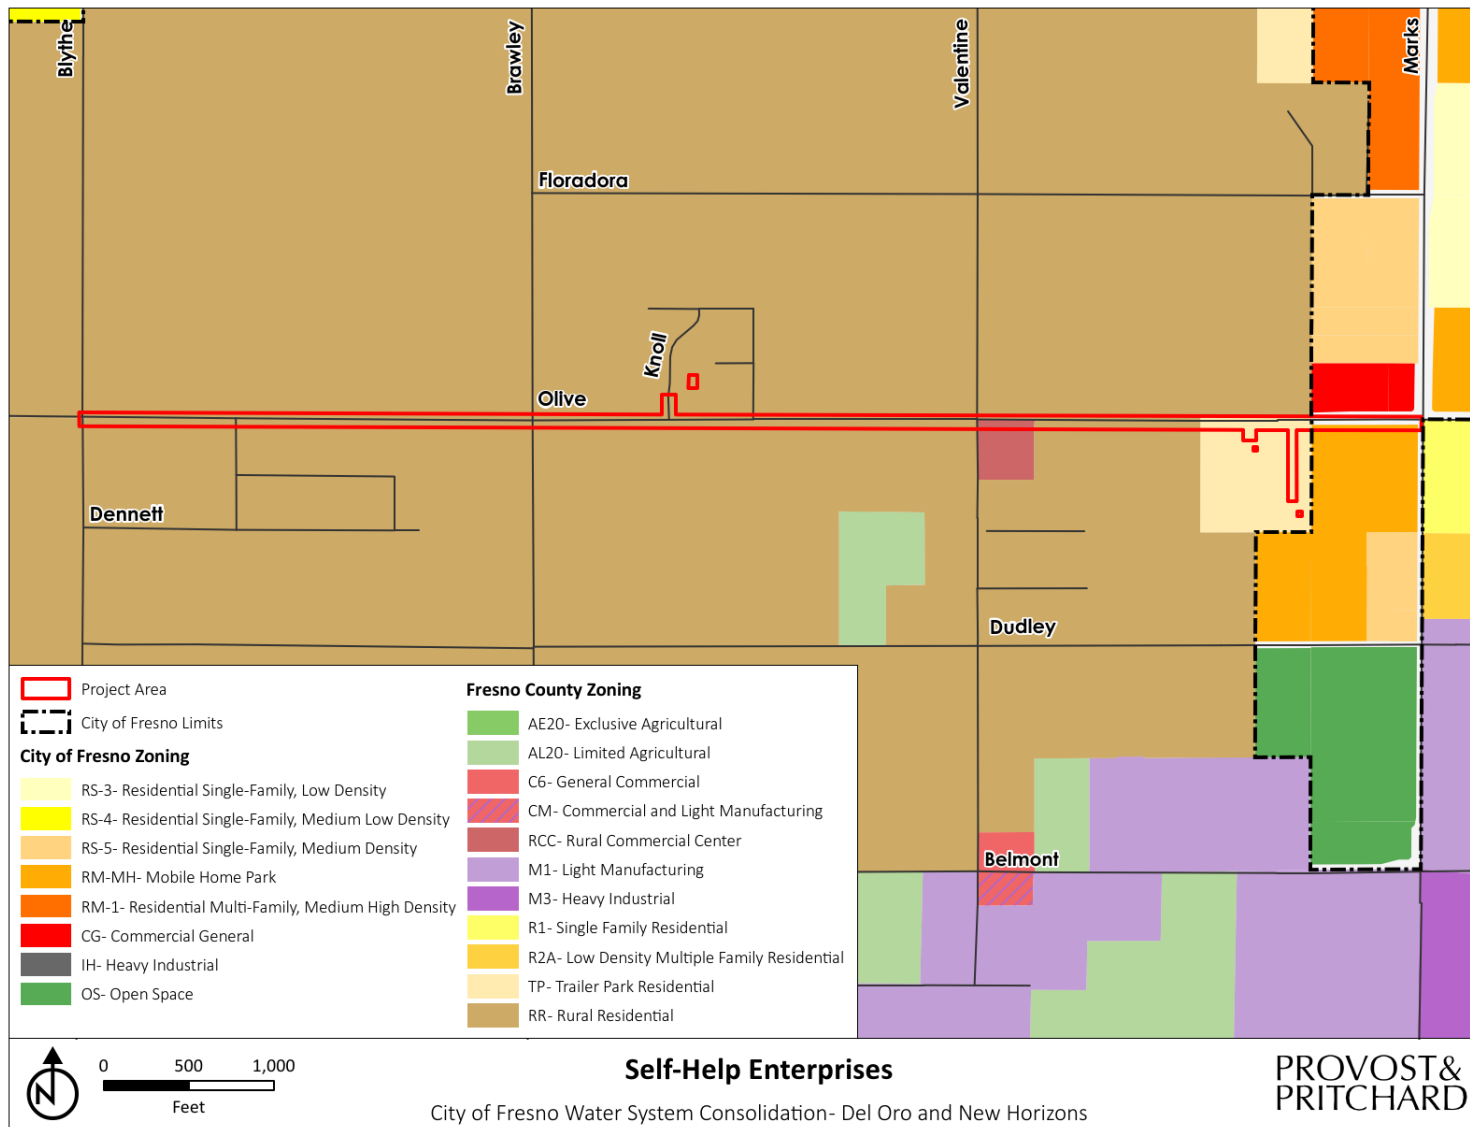 Blythe
Brawley
Valentine
Marks
Floradora
Knoll
Olive
Dennett
Dudley
Belmont
Project Area
City of Fresno Limits
City of Fresno Zoning
RS-3- Residential Single-Family, Low Density
RS-4- Residential Single-Family, Medium Low Density
RS-5- Residential Single-Family, Medium Density
RM-MH- Mobile Home Park
RM-1- Residential Multi-Family, Medium High Density
CG- Commercial General
IH- Heavy Industrial
OS- Open Space
Fresno County Zoning
AE20- Exclusive Agricultural
AL20- Limited Agricultural
C6- General Commercial
CM- Commercial and Light Manufacturing
RCC- Rural Commercial Center
M1- Light Manufacturing
M3- Heavy Industrial
R1- Single Family Residential
R2A- Low Density Multiple Family Residential
TP- Trailer Park Residential
RR- Rural Residential
N
0 500 1,000
Feet
Self-Help Enterprises
City of Fresno Water System Consolidation- Del Oro and New Horizons
PROVOST&
PRITCHARD